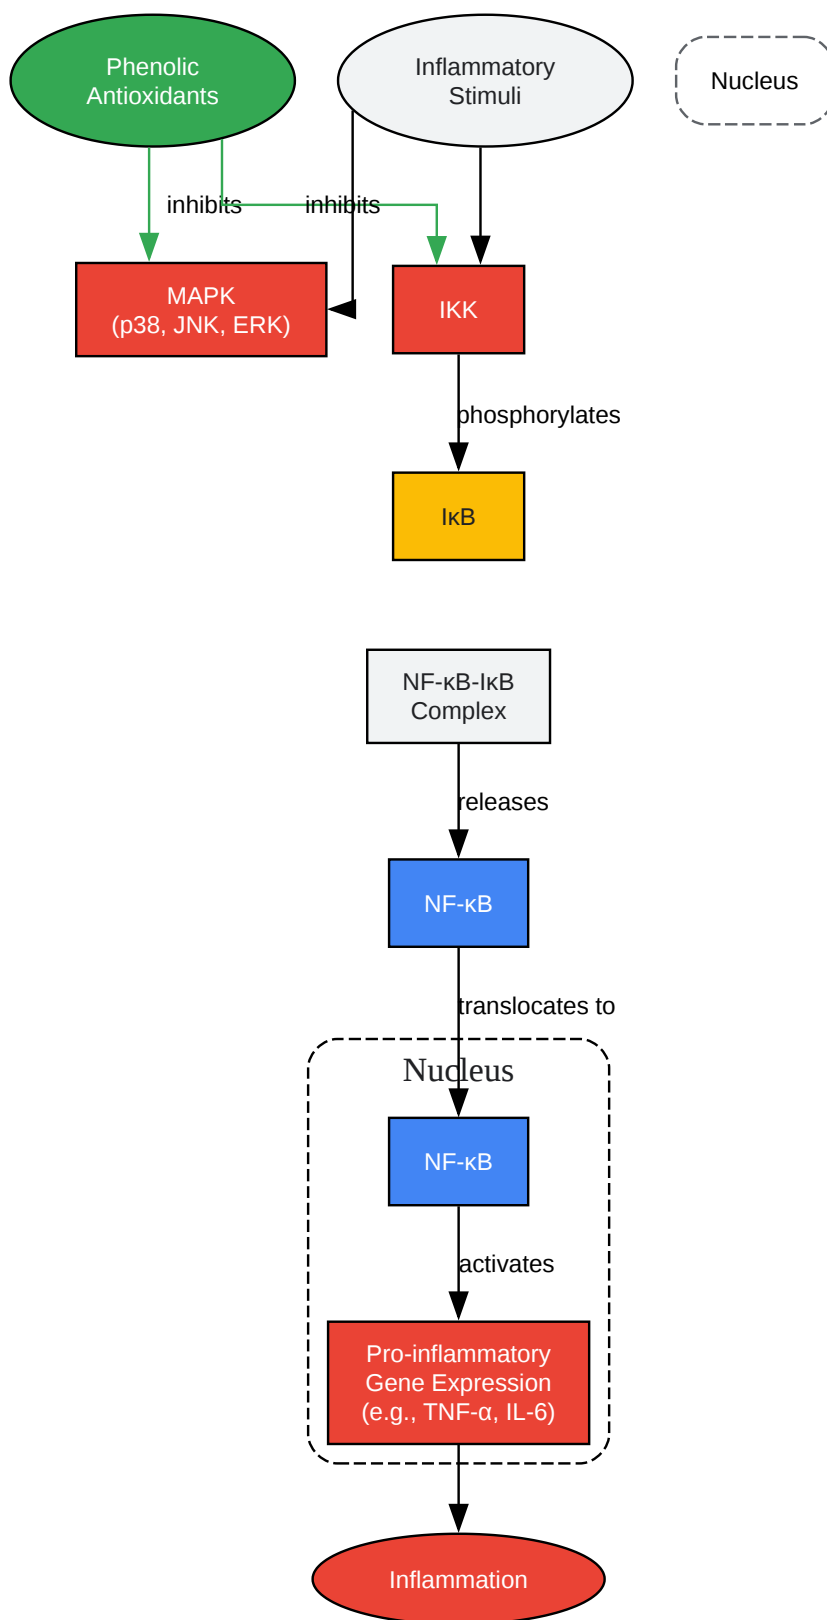 Phenolic
Antioxidants
Inflammatory
Stimuli
Nucleus
inhibits
inhibits
MAPK
(p38, JNK, ERK)
IKK
phosphorylates
IκB
NF-κB-IκB
Complex
releases
NF-κB
translocates to
Nucleus
NF-κB
activates
Pro-inflammatory
Gene Expression
(e.g., TNF-α, IL-6)
Inflammation